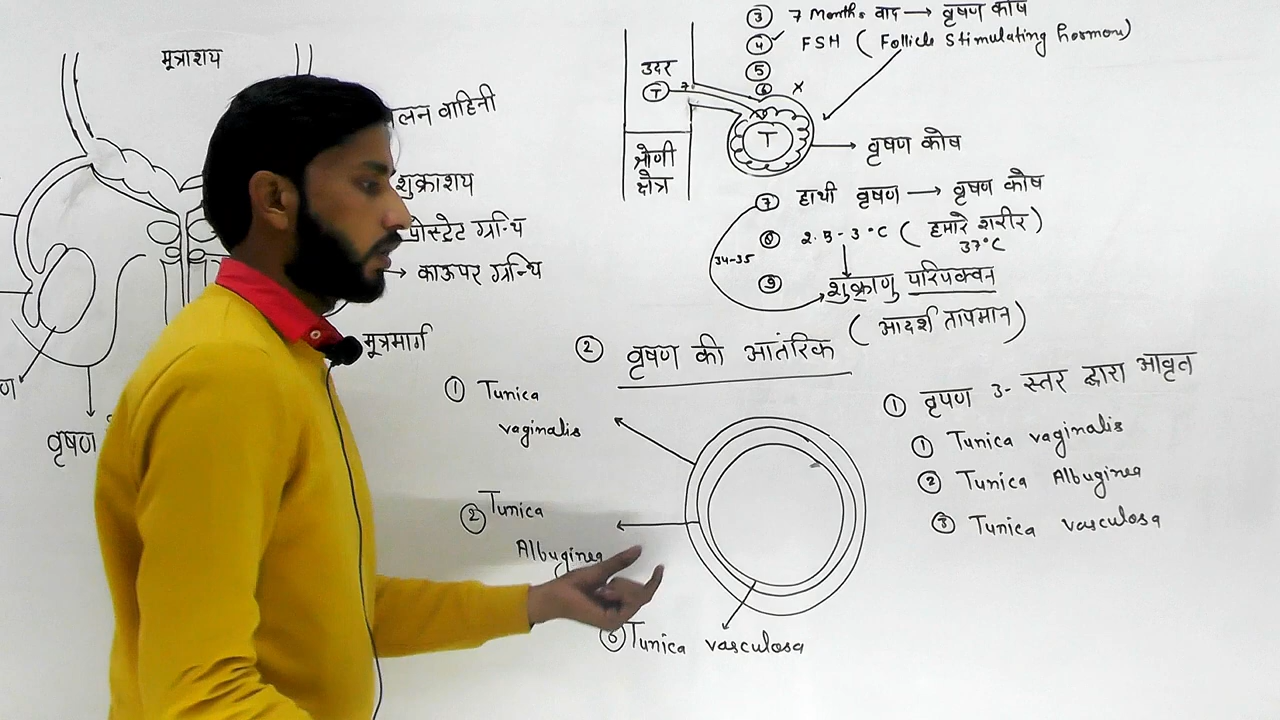 मूत्राशय
लन वाहिनी
शुक्राशय
प्रोस्टेट ग्रन्थि
काऊपर ग्रन्थि
मूत्रमार्ग
ण
वृषण
③ 7 Months बाद → वृषण कोष
④ ✓ FSH ( Follicle Stimulating hormon)
⑤
⑥ x
उदर
T
7
T
श्रोणी
क्षेत्र
वृषण कोष
⑦ हाथी वृषण → वृषण कोष
⑧ 2.5-3°C ( हमारे शरीर )
37°C
34-35
⑨ शुक्राणु परिपक्वन
( आदर्श तापमान )
② वृषण की आतंरिक
① Tunica
vaginalis
② Tunica
Albuginea
③ Tunica vasculosa
① वृषण 3- स्तर द्वारा आवृत
① Tunica vaginalis
② Tunica Albuginea
③ Tunica vasculosa